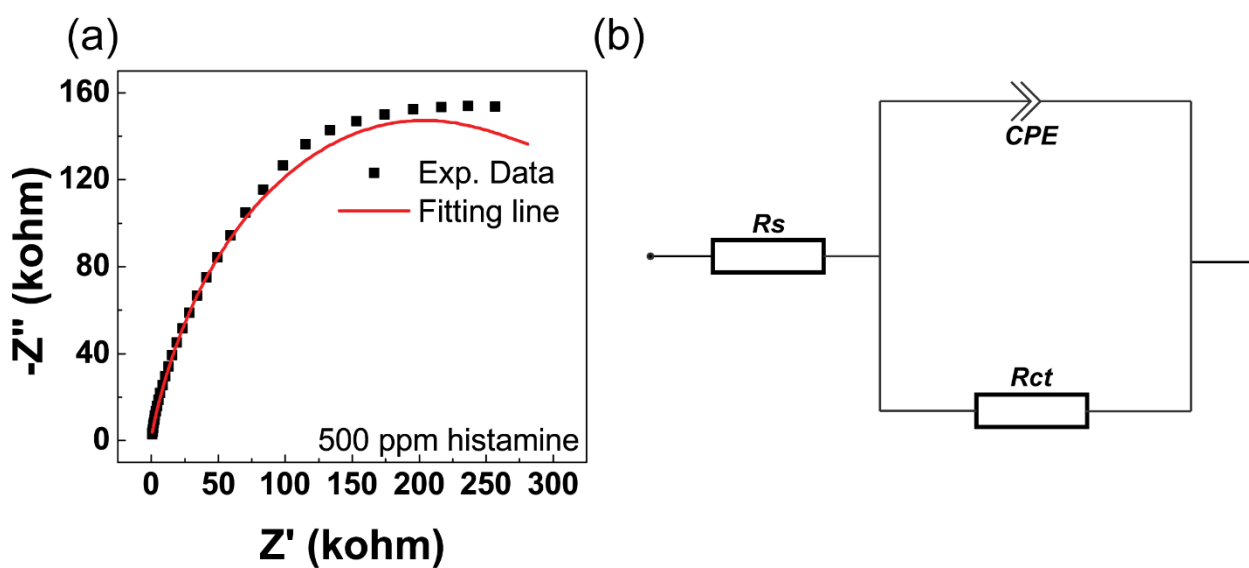 (a)
(b)
160
120
80
40
0
-Z" (kohm)
Exp. Data
Fitting line
500 ppm histamine
0 50 100 150 200 250 300
Z' (kohm)
CPE
Rs
Rct